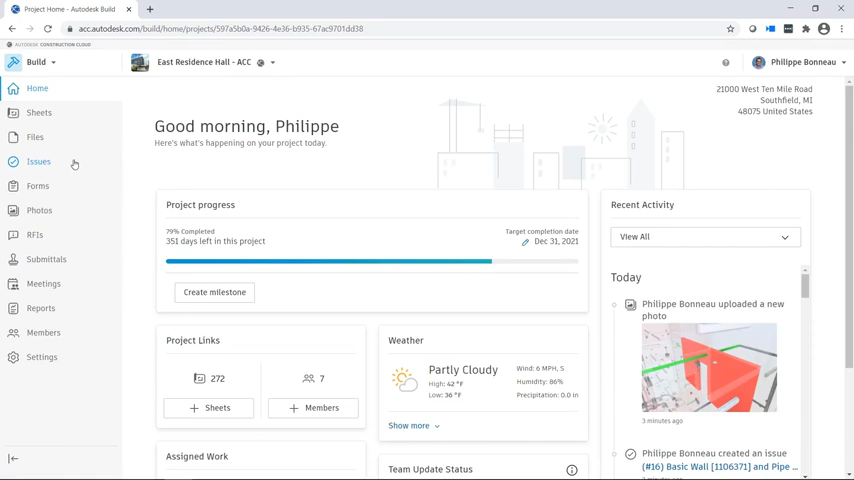 Project Home - Autodesk Build
acc.autodesk.com/build/home/projects/597a5b0a-9426-4e36-b935-67ac9701dd38
AUTODESK CONSTRUCTION CLOUD
Build
East Residence Hall - ACC
Philippe Bonneau
Home
Sheets
Files
Issues
Forms
Photos
RFIs
Submittals
Meetings
Reports
Members
Settings
Good morning, Philippe
Here's what's happening on your project today.
21000 West Ten Mile Road
Southfield, MI
48075 United States
Project progress
79% Completed
351 days left in this project
Target completion date
Dec 31, 2021
Create milestone
Project Links
272
7
+ Sheets
+ Members
Assigned Work
Weather
Partly Cloudy
High: 42 °F
Low: 36 °F
Wind: 6 MPH, S
Humidity: 86%
Precipitation: 0.0 in
Show more
Team Update Status
Recent Activity
View All
Today
Philippe Bonneau uploaded a new
photo
3 minutes ago
Philippe Bonneau created an issue
(#16) Basic Wall [1106371] and Pipe ...